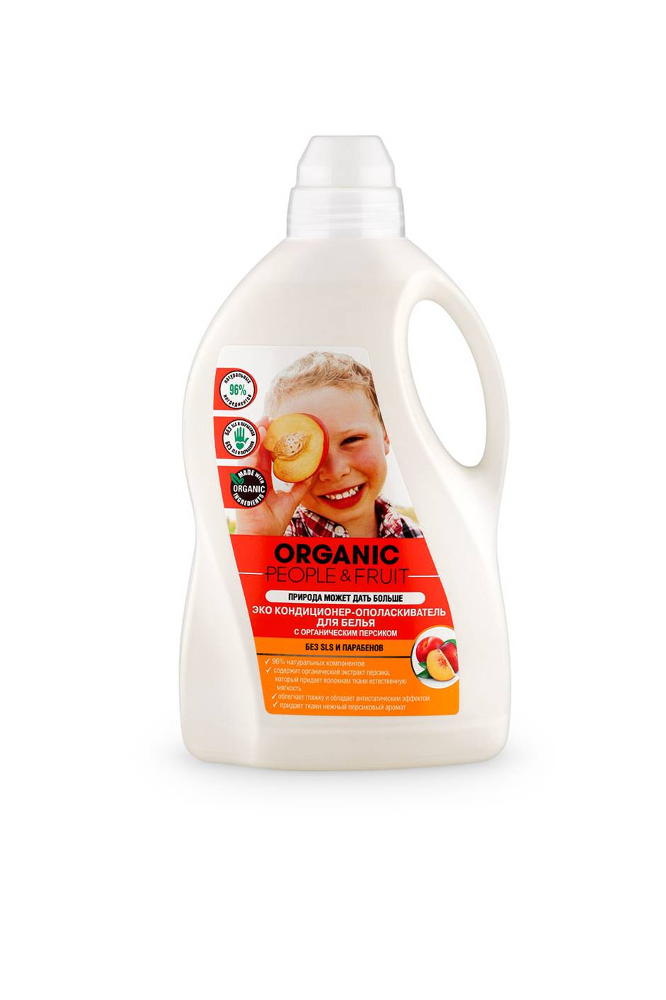 натуральных
96%
ингредиентов
БЕЗ SLS И ПАРАБЕНОВ
БЕЗ SLS И ПАРАБЕНОВ
MADE WITH
ORGANIC
INGREDIENTS
ORGANIC
PEOPLE & FRUIT
ПРИРОДА МОЖЕТ ДАТЬ БОЛЬШЕ
ЭКО КОНДИЦИОНЕР-ОПОЛАСКИВАТЕЛЬ
ДЛЯ БЕЛЬЯ
С ОРГАНИЧЕСКИМ ПЕРСИКОМ
БЕЗ SLS И ПАРАБЕНОВ
✓ 96% натуральных компонентов
✓ содержит органический экстракт персика,
который придает волокнам ткани естественную
мягкость
✓ облегчает глажку и обладает антистатическим эффектом
✓ придает ткани нежный персиковый аромат